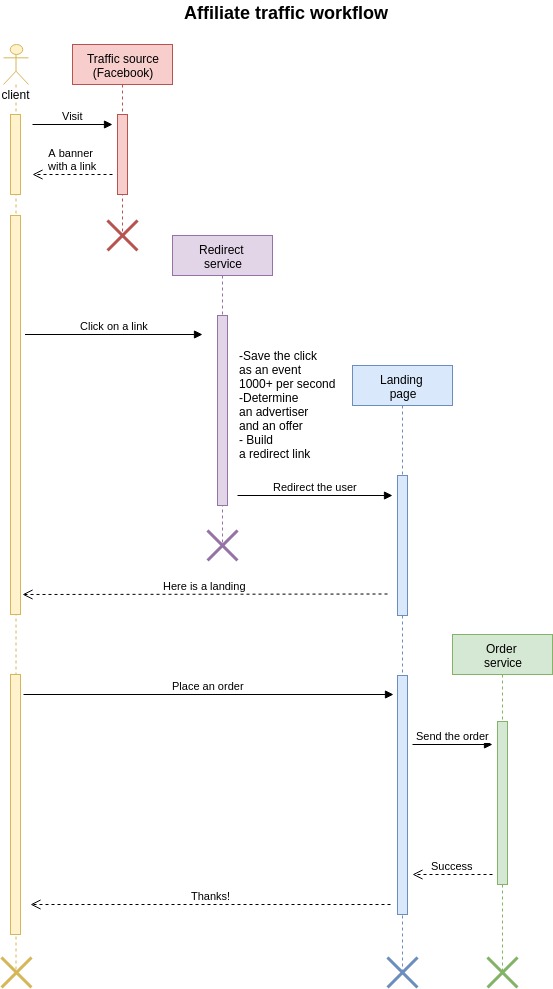 Affiliate traffic workflow
client
Traffic source
(Facebook)
Visit
A banner
with a link
Redirect
service
Click on a link
-Save the click
as an event
1000+ per second
-Determine
an advertiser
and an offer
- Build
a redirect link
Landing
page
Redirect the user
Here is a landing
Order
service
Place an order
Send the order
Success
Thanks!